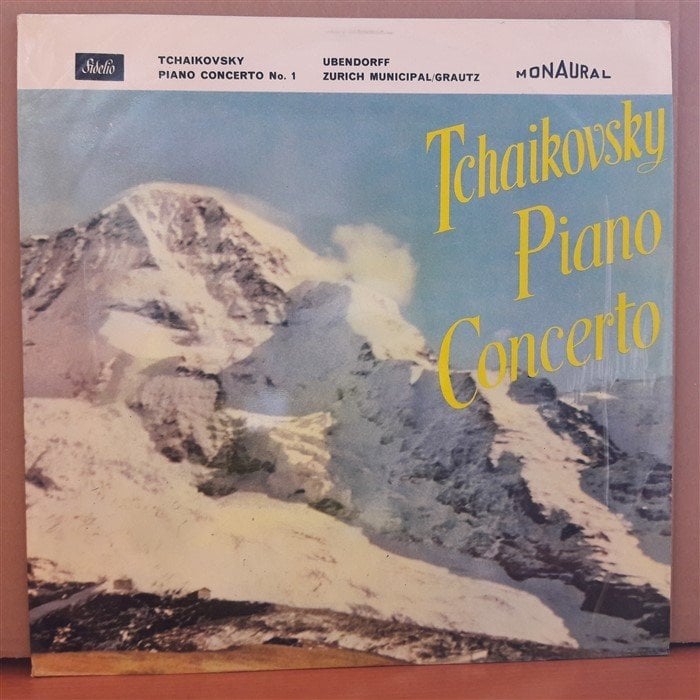 Fidelio
TCHAIKOVSKY
PIANO CONCERTO No. 1
UBENDORFF
ZURICH MUNICIPAL/GRAUTZ
MONAURAL
Tchaikovsky
Piano
Concerto